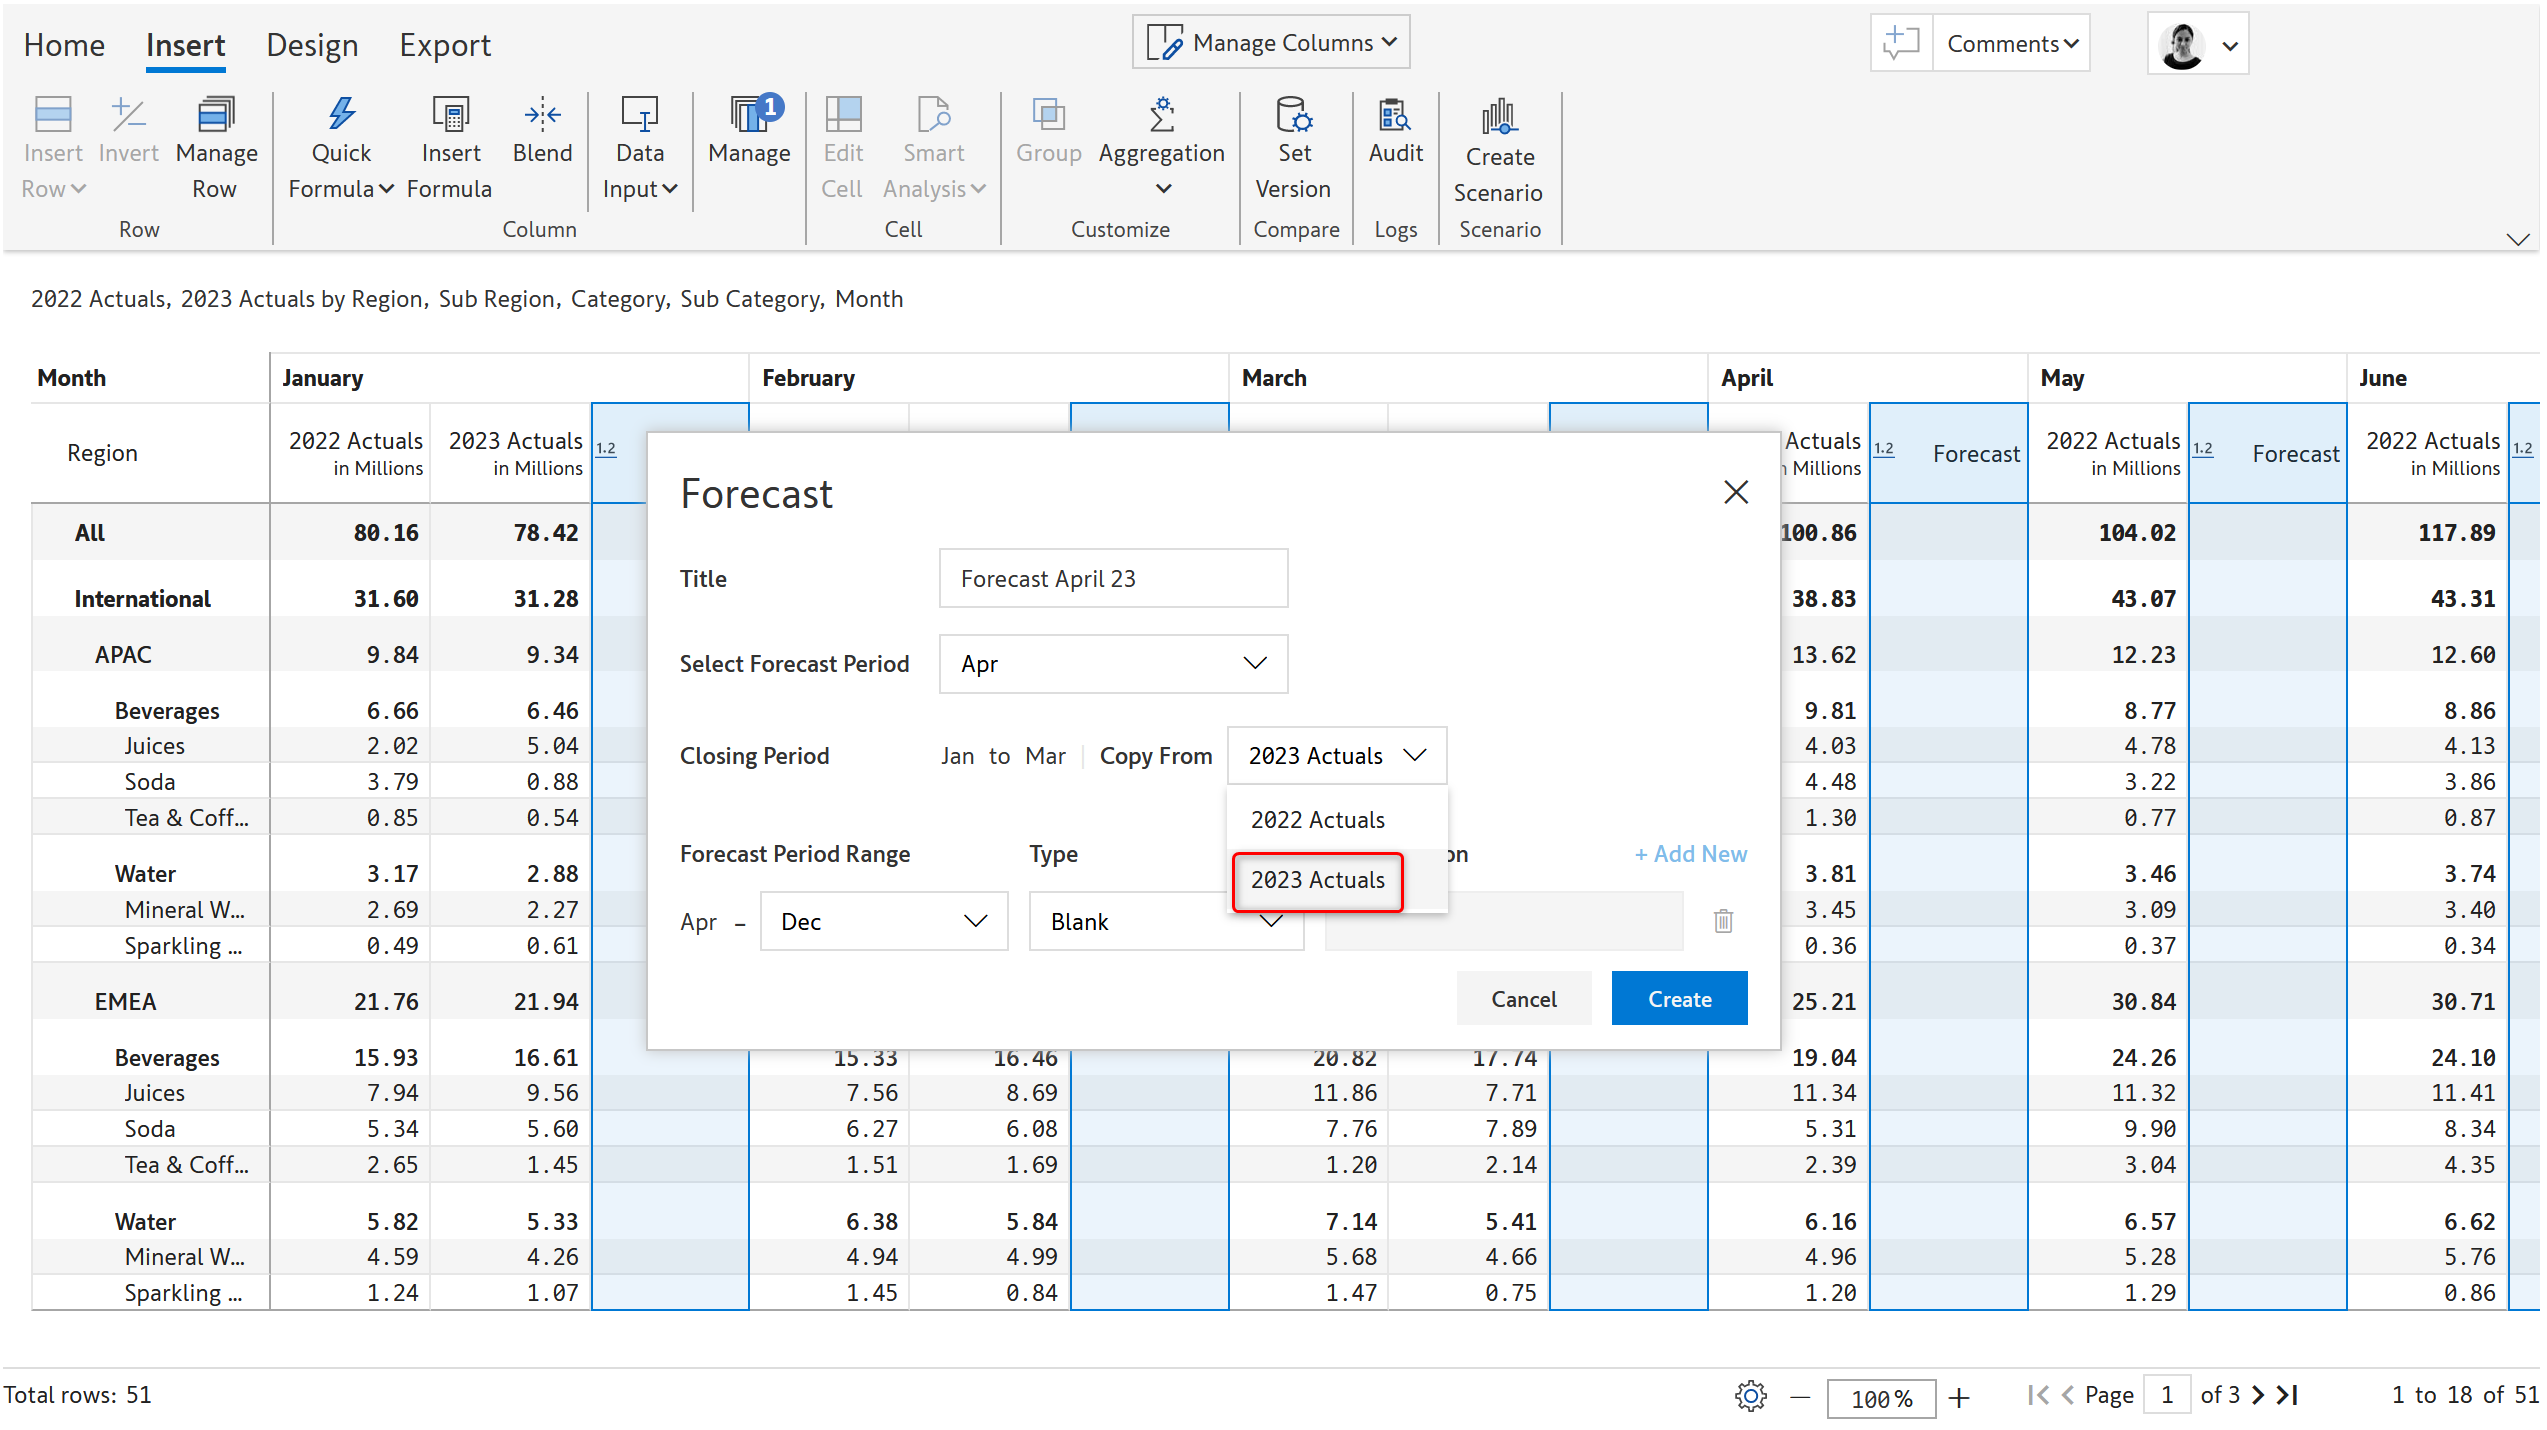 Home Insert Design Export Manage Columns Comments
Insert Row Invert Manage Row Quick Formula Insert Formula Blend Data Input Manage 1 Edit Cell Smart Analysis Group Aggregation Set Version Audit Create Scenario
Row Column Cell Customize Compare Logs Scenario
2022 Actuals, 2023 Actuals by Region, Sub Region, Category, Sub Category, Month
Month January February March April May June
Region 2022 Actuals in Millions 2023 Actuals in Millions 1.2 Actuals Millions 1.2 Forecast 2022 Actuals in Millions 1.2 Forecast 2022 Actuals in Millions 1.2
All 80.16 78.42 100.86 104.02 117.89
International 31.60 31.28 38.83 43.07 43.31
APAC 9.84 9.34 13.62 12.23 12.60
Beverages 6.66 6.46 9.81 8.77 8.86
Juices 2.02 5.04 4.03 4.78 4.13
Soda 3.79 0.88 4.48 3.22 3.86
Tea & Coff... 0.85 0.54 1.30 0.77 0.87
Water 3.17 2.88 3.81 3.46 3.74
Mineral W... 2.69 2.27 3.45 3.09 3.40
Sparkling ... 0.49 0.61 0.36 0.37 0.34
EMEA 21.76 21.94 25.21 30.84 30.71
Beverages 15.93 16.61 15.33 16.46 20.82 17.74 19.04 24.26 24.10
Juices 7.94 9.56 7.56 8.69 11.86 7.71 11.34 11.32 11.41
Soda 5.34 5.60 6.27 6.08 7.76 7.89 5.31 9.90 8.34
Tea & Coff... 2.65 1.45 1.51 1.69 1.20 2.14 2.39 3.04 4.35
Water 5.82 5.33 6.38 5.84 7.14 5.41 6.16 6.57 6.62
Mineral W... 4.59 4.26 4.94 4.99 5.68 4.66 4.96 5.28 5.76
Sparkling ... 1.24 1.07 1.45 0.84 1.47 0.75 1.20 1.29 0.86
Forecast
Title Forecast April 23
Select Forecast Period Apr
Closing Period Jan to Mar Copy From 2023 Actuals
2022 Actuals
2023 Actuals
Forecast Period Range Type on + Add New
Apr – Dec Blank
Cancel Create
Total rows: 51 100% Page 1 of 3 1 to 18 of 51